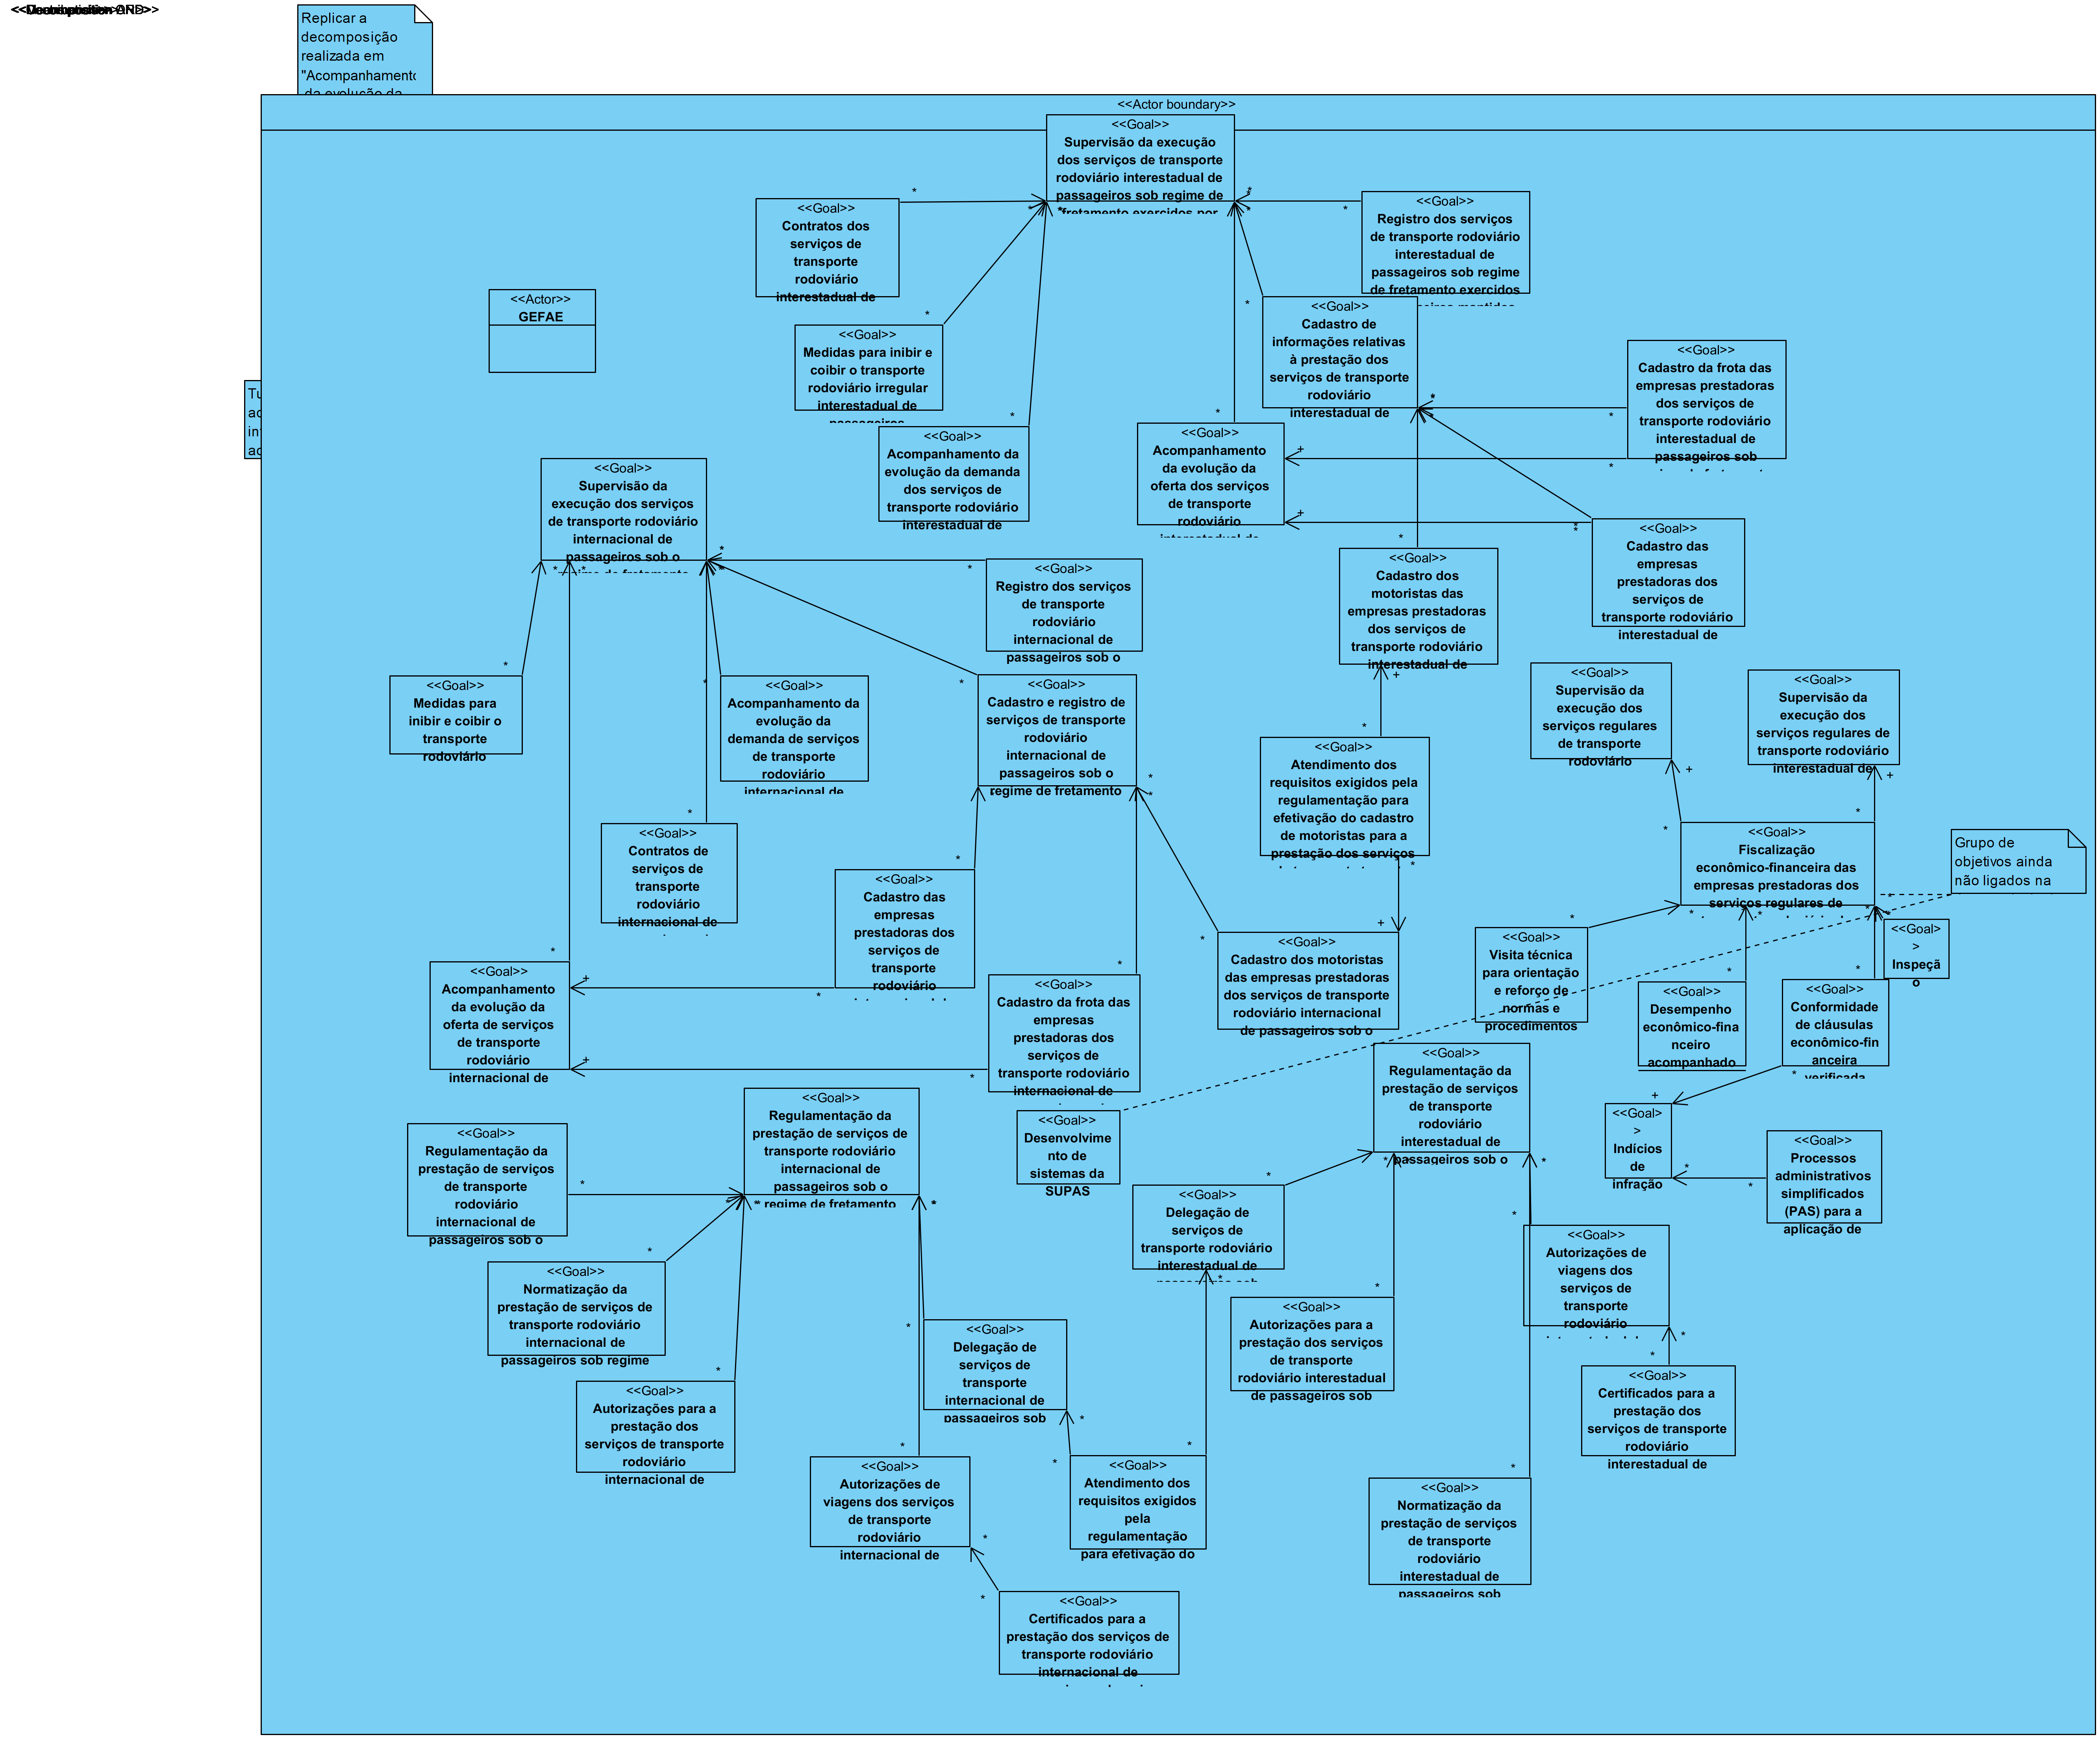 Replicar a
decomposição
realizada em
"Acompanhamento
da evolução da
<<Actor boundary>>
<<Goal>>
Supervisão da execução
dos serviços de transporte
rodoviário interestadual de
passageiros sob regime de
fretamento exercidos por
<<Goal>>
Contratos dos
serviços de
transporte
rodoviário
interestadual de
<<Goal>>
Registro dos serviços
de transporte rodoviário
interestadual de
passageiros sob regime
de fretamento exercidos
<<Actor>>
GEFAE
<<Goal>>
Medidas para inibir e
coibir o transporte
rodoviário irregular
interestadual de
passageiros
<<Goal>>
Cadastro de
informações relativas
à prestação dos
serviços de transporte
rodoviário
interestadual de
<<Goal>>
Cadastro da frota das
empresas prestadoras
dos serviços de
transporte rodoviário
interestadual de
passageiros sob
<<Goal>>
Acompanhamento da
evolução da demanda
dos serviços de
transporte rodoviário
interestadual de
<<Goal>>
Acompanhamento
da evolução da
oferta dos serviços
de transporte
rodoviário
interestadual de
<<Goal>>
Supervisão da
execução dos serviços
de transporte rodoviário
internacional de
passageiros sob o
regime de fretamento
<<Goal>>
Cadastro das
empresas
prestadoras dos
serviços de
transporte rodoviário
interestadual de
<<Goal>>
Registro dos serviços
de transporte
rodoviário
internacional de
passageiros sob o
<<Goal>>
Cadastro dos
motoristas das
empresas prestadoras
dos serviços de
transporte rodoviário
interestadual de
<<Goal>>
Medidas para
inibir e coibir o
transporte
rodoviário
<<Goal>>
Acompanhamento da
evolução da
demanda de serviços
de transporte
rodoviário
internacional de
<<Goal>>
Cadastro e registro de
serviços de transporte
rodoviário
internacional de
passageiros sob o
regime de fretamento
<<Goal>>
Supervisão da
execução dos
serviços regulares
de transporte
rodoviário
<<Goal>>
Supervisão da
execução dos
serviços regulares de
transporte rodoviário
interestadual de
<<Goal>>
Atendimento dos
requisitos exigidos pela
regulamentação para
efetivação do cadastro
de motoristas para a
prestação dos serviços
<<Goal>>
Contratos de
serviços de
transporte
rodoviário
internacional de
<<Goal>>
Fiscalização
econômico-financeira das
empresas prestadoras dos
serviços regulares de
Grupo de
objetivos ainda
não ligados na
<<Goal>>
Cadastro das
empresas
prestadoras dos
serviços de
transporte
rodoviário
<<Goal>>
Visita técnica
para orientação
e reforço de
normas e
procedimentos
<<Goal>
>
Inspeçã
o
<<Goal>>
Cadastro dos motoristas
das empresas prestadoras
dos serviços de transporte
rodoviário internacional
de passageiros sob o
<<Goal>>
Acompanhamento
da evolução da
oferta de serviços
de transporte
rodoviário
internacional de
<<Goal>>
Cadastro da frota das
empresas
prestadoras dos
serviços de
transporte rodoviário
internacional de
<<Goal>>
Desempenho
econômico-fina
nceiro
acompanhado
<<Goal>>
Conformidade
de cláusulas
econômico-fin
anceira
verificada
<<Goal>>
Regulamentação da
prestação de serviços
de transporte
rodoviário
interestadual de
passageiros sob o
<<Goal>>
Regulamentação da
prestação de serviços de
transporte rodoviário
internacional de
passageiros sob o
regime de fretamento
<<Goal>>
Desenvolvime
nto de
sistemas da
SUPAS
<<Goal>
>
Indícios
de
infração
<<Goal>>
Regulamentação da
prestação de serviços
de transporte
rodoviário
internacional de
passageiros sob o
<<Goal>>
Processos
administrativos
simplificados
(PAS) para a
aplicação de
<<Goal>>
Delegação de
serviços de
transporte rodoviário
interestadual de
<<Goal>>
Autorizações de
viagens dos
serviços de
transporte
rodoviário
<<Goal>>
Normatização da
prestação de serviços de
transporte rodoviário
internacional de
passageiros sob regime
<<Goal>>
Autorizações para a
prestação dos serviços
de transporte
rodoviário interestadual
de passageiros sob
<<Goal>>
Delegação de
serviços de
transporte
internacional de
passageiros sob
<<Goal>>
Certificados para a
prestação dos
serviços de transporte
rodoviário
interestadual de
<<Goal>>
Autorizações para a
prestação dos
serviços de transporte
rodoviário
internacional de
<<Goal>>
Autorizações de
viagens dos serviços
de transporte
rodoviário
internacional de
<<Goal>>
Atendimento dos
requisitos exigidos
pela
regulamentação
para efetivação do
<<Goal>>
Normatização da
prestação de serviços
de transporte
rodoviário
interestadual de
passageiros sob
<<Goal>>
Certificados para a
prestação dos serviços de
transporte rodoviário
internacional de